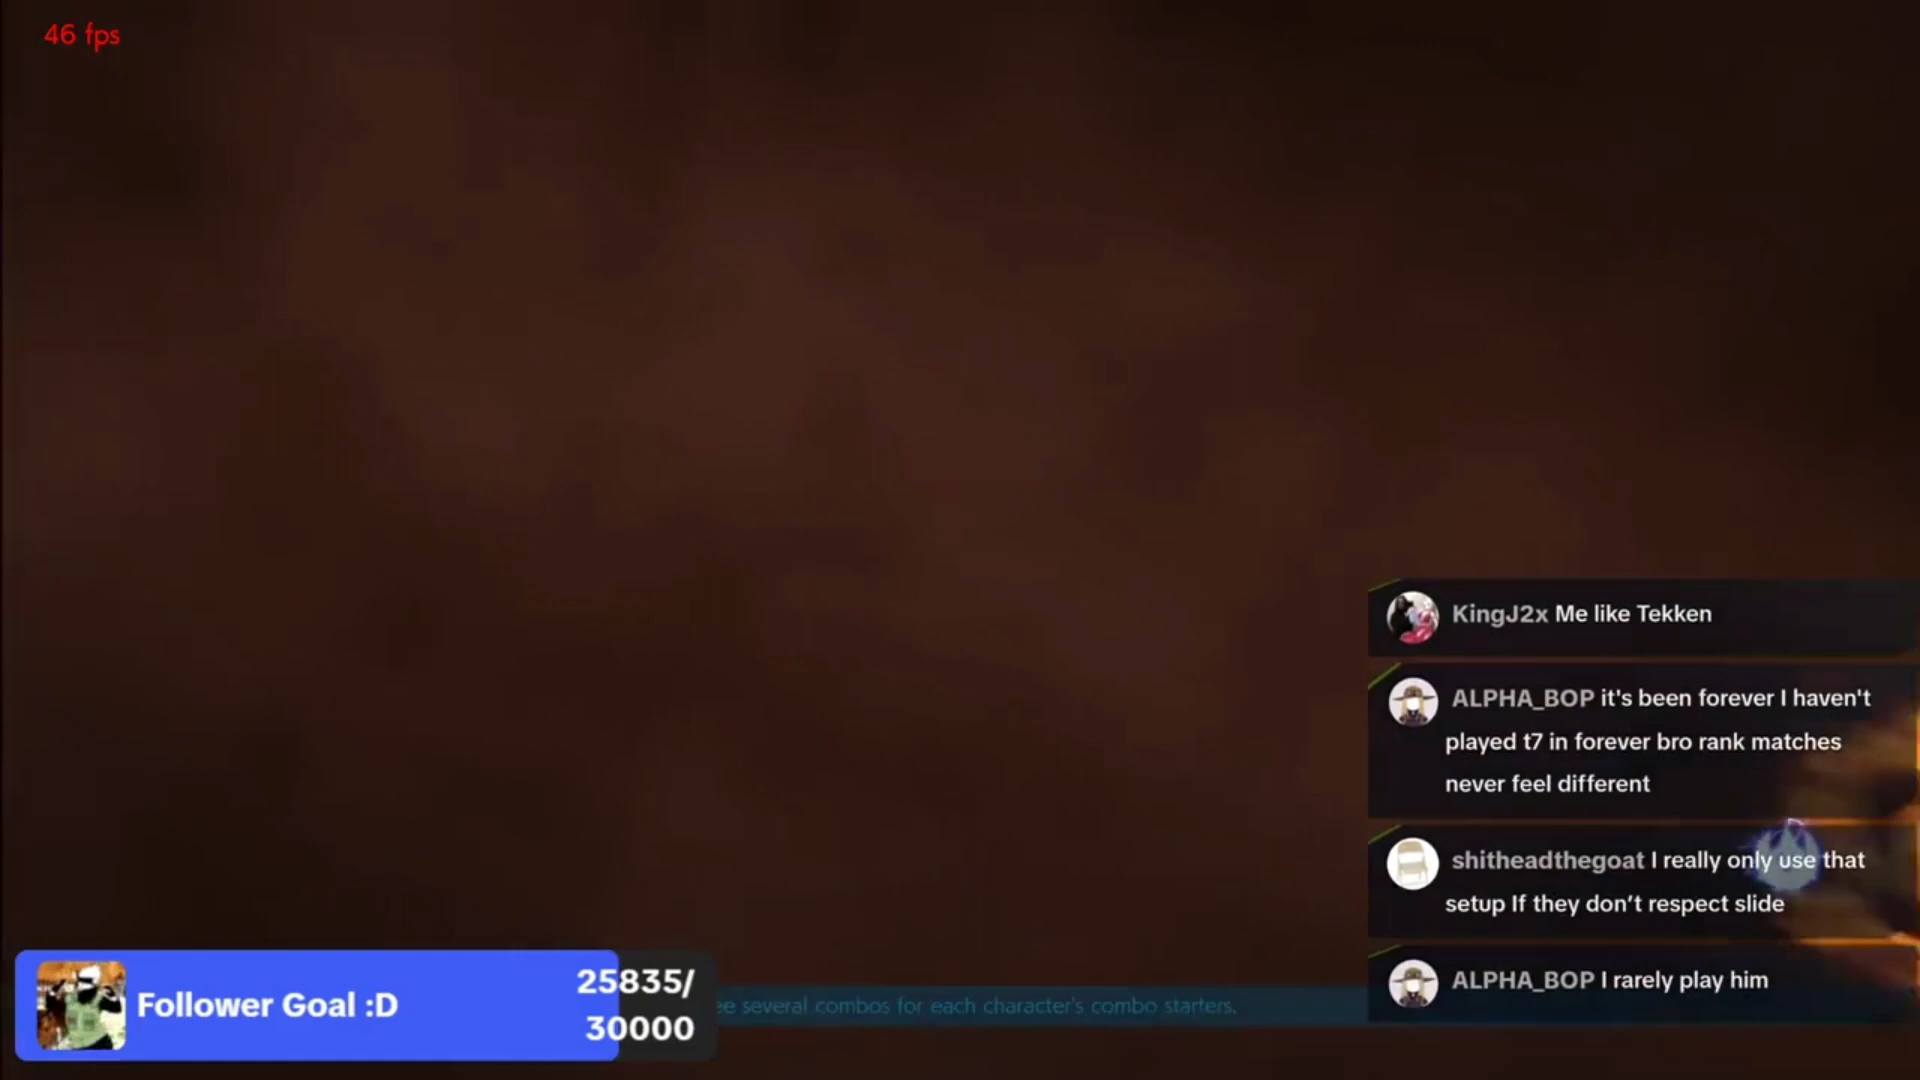 46 fps
KingJ2x Me like Tekken
ALPHA_BOP it's been forever I haven't
played t7 in forever bro rank matches
never feel different
shitheadthegoat I really only use that
setup If they don’t respect slide
ALPHA_BOP I rarely play him
Follower Goal :D
25835/
30000
several combos for each character's combo starters.